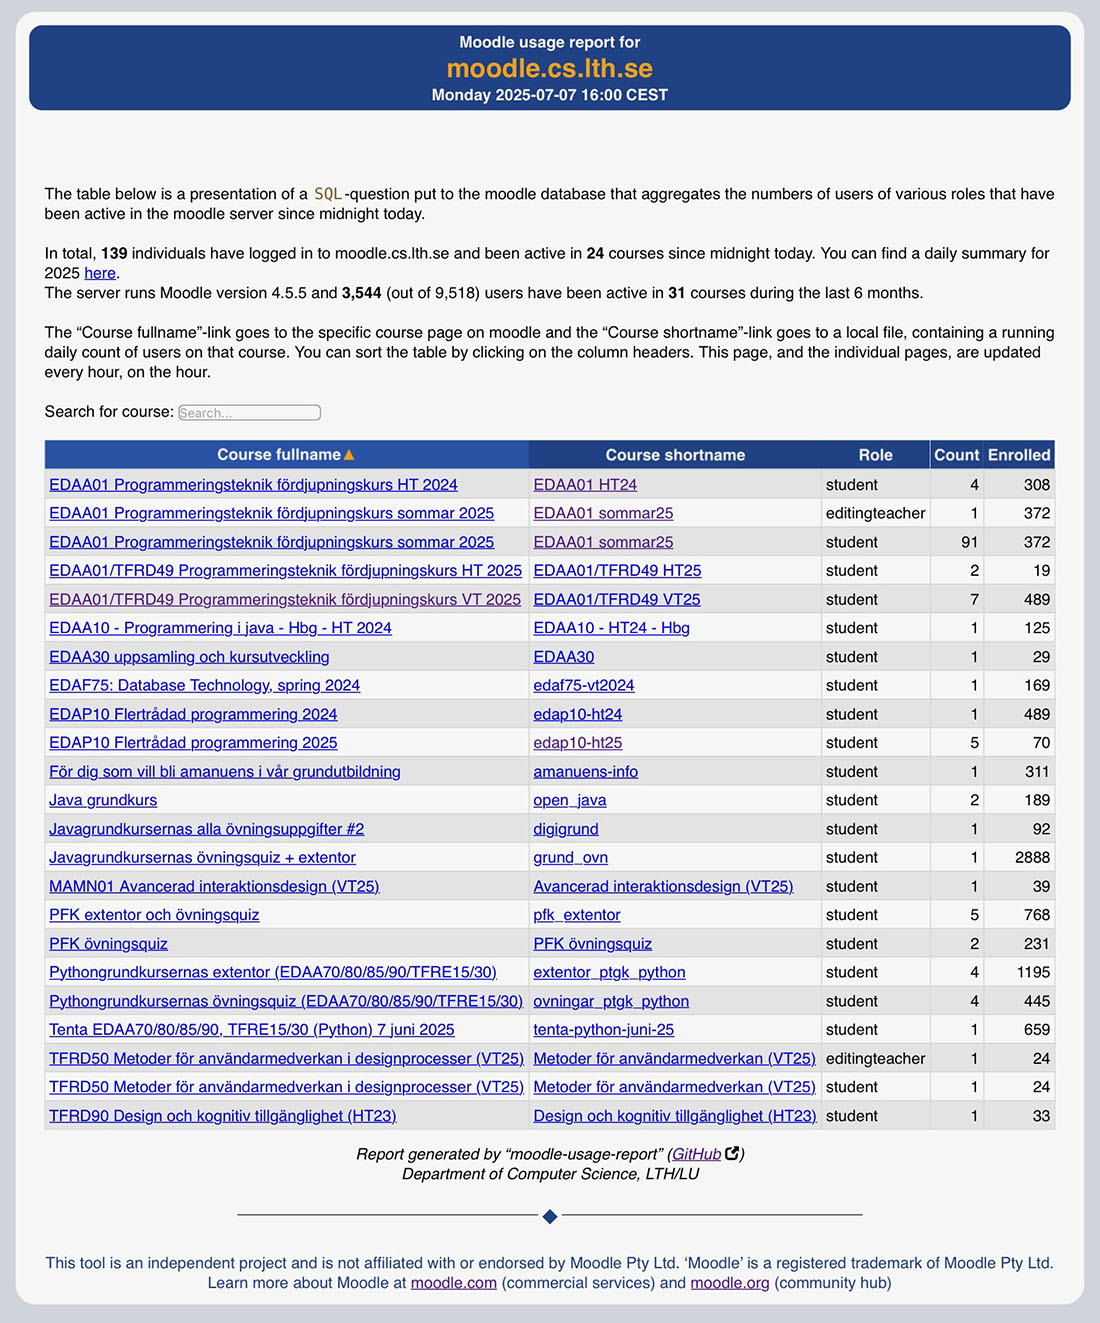 Moodle usage report for
moodle.cs.lth.se
Monday 2025-07-07 16:00 CEST
The table below is a presentation of a SQL-question put to the moodle database that aggregates the numbers of users of various roles that have
been active in the moodle server since midnight today.
In total, 139 individuals have logged in to moodle.cs.lth.se and been active in 24 courses since midnight today. You can find a daily summary for
2025 here.
The server runs Moodle version 4.5.5 and 3,544 (out of 9,518) users have been active in 31 courses during the last 6 months.
The “Course fullname”-link goes to the specific course page on moodle and the “Course shortname”-link goes to a local file, containing a running
daily count of users on that course. You can sort the table by clicking on the column headers. This page, and the individual pages, are updated
every hour, on the hour.
Search for course: Search...
Course fullname▲ Course shortname Role Count Enrolled
EDAA01 Programmeringsteknik fördjupningskurs HT 2024 EDAA01 HT24 student 4 308
EDAA01 Programmeringsteknik fördjupningskurs sommar 2025 EDAA01 sommar25 editingteacher 1 372
EDAA01 Programmeringsteknik fördjupningskurs sommar 2025 EDAA01 sommar25 student 91 372
EDAA01/TFRD49 Programmeringsteknik fördjupningskurs HT 2025 EDAA01/TFRD49 HT25 student 2 19
EDAA01/TFRD49 Programmeringsteknik fördjupningskurs VT 2025 EDAA01/TFRD49 VT25 student 7 489
EDAA10 - Programmering i java - Hbg - HT 2024 EDAA10 - HT24 - Hbg student 1 125
EDAA30 uppsamling och kursutveckling EDAA30 student 1 29
EDAF75: Database Technology, spring 2024 edaf75-vt2024 student 1 169
EDAP10 Flertrådad programmering 2024 edap10-ht24 student 1 489
EDAP10 Flertrådad programmering 2025 edap10-ht25 student 5 70
För dig som vill bli amanuens i vår grundutbildning amanuens-info student 1 311
Java grundkurs open_java student 2 189
Javagrundkursernas alla övningsuppgifter #2 digigrund student 1 92
Javagrundkursernas övningsquiz + extentor grund_ovn student 1 2888
MAMN01 Avancerad interaktionsdesign (VT25) Avancerad interaktionsdesign (VT25) student 1 39
PFK extentor och övningsquiz pfk_extentor student 5 768
PFK övningsquiz PFK övningsquiz student 2 231
Pythongrundkursernas extentor (EDAA70/80/85/90/TFRE15/30) extentor_ptgk_python student 4 1195
Pythongrundkursernas övningsquiz (EDAA70/80/85/90/TFRE15/30) ovningar_ptgk_python student 4 445
Tenta EDAA70/80/85/90, TFRE15/30 (Python) 7 juni 2025 tenta-python-juni-25 student 1 659
TFRD50 Metoder för användarmedverkan i designprocesser (VT25) Metoder för användarmedverkan (VT25) editingteacher 1 24
TFRD50 Metoder för användarmedverkan i designprocesser (VT25) Metoder för användarmedverkan (VT25) student 1 24
TFRD90 Design och kognitiv tillgänglighet (HT23) Design och kognitiv tillgänglighet (HT23) student 1 33
Report generated by “moodle-usage-report” (GitHub)
Department of Computer Science, LTH/LU
This tool is an independent project and is not affiliated with or endorsed by Moodle Pty Ltd. ‘Moodle’ is a registered trademark of Moodle Pty Ltd.
Learn more about Moodle at moodle.com (commercial services) and moodle.org (community hub)